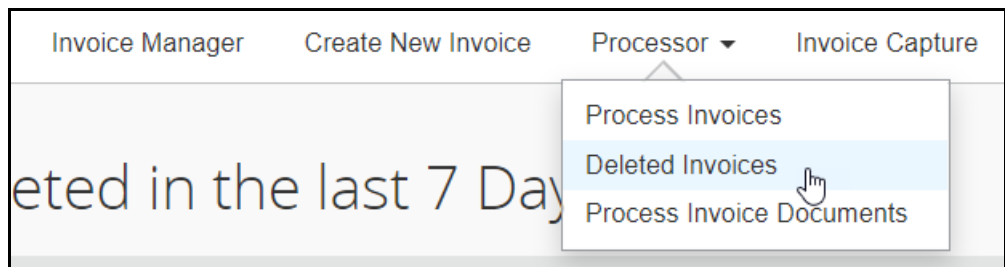 Invoice Manager Create New Invoice Processor Invoice Capture
Process Invoices
Deleted Invoices
Process Invoice Documents
eted in the last 7 Day